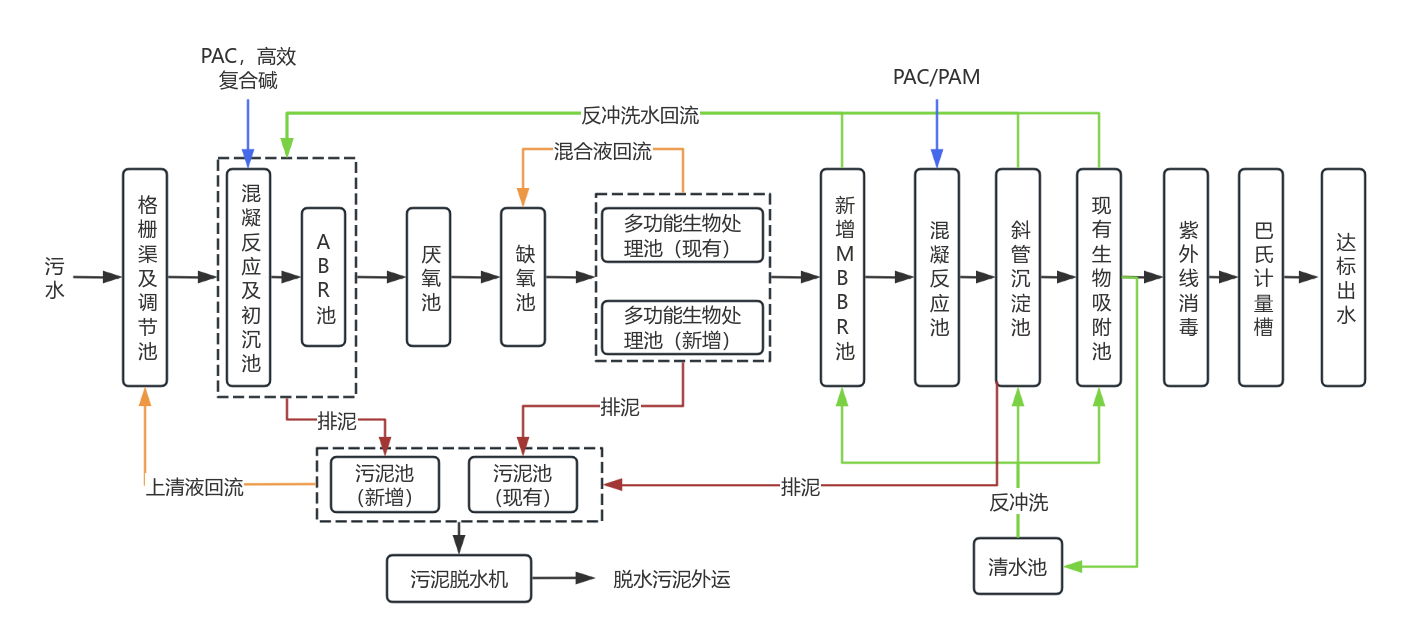 PAC，高效
复合碱
PAC/PAM
反冲洗水回流
混合液回流
污
水
格
栅
渠
及
调
节
池
混
凝
反
应
及
初
沉
池
A
B
R
池
厌
氧
池
缺
氧
池
多功能生物处
理池（现有）
多功能生物处
理池（新增）
新
增
M
B
B
R
池
混
凝
反
应
池
斜
管
沉
淀
池
现
有
生
物
吸
附
池
紫
外
线
消
毒
巴
氏
计
量
槽
达
标
出
水
排泥
排泥
上清液回流
污泥池
（新增）
污泥池
（现有）
排泥
反冲洗
清水池
污泥脱水机
脱水污泥外运